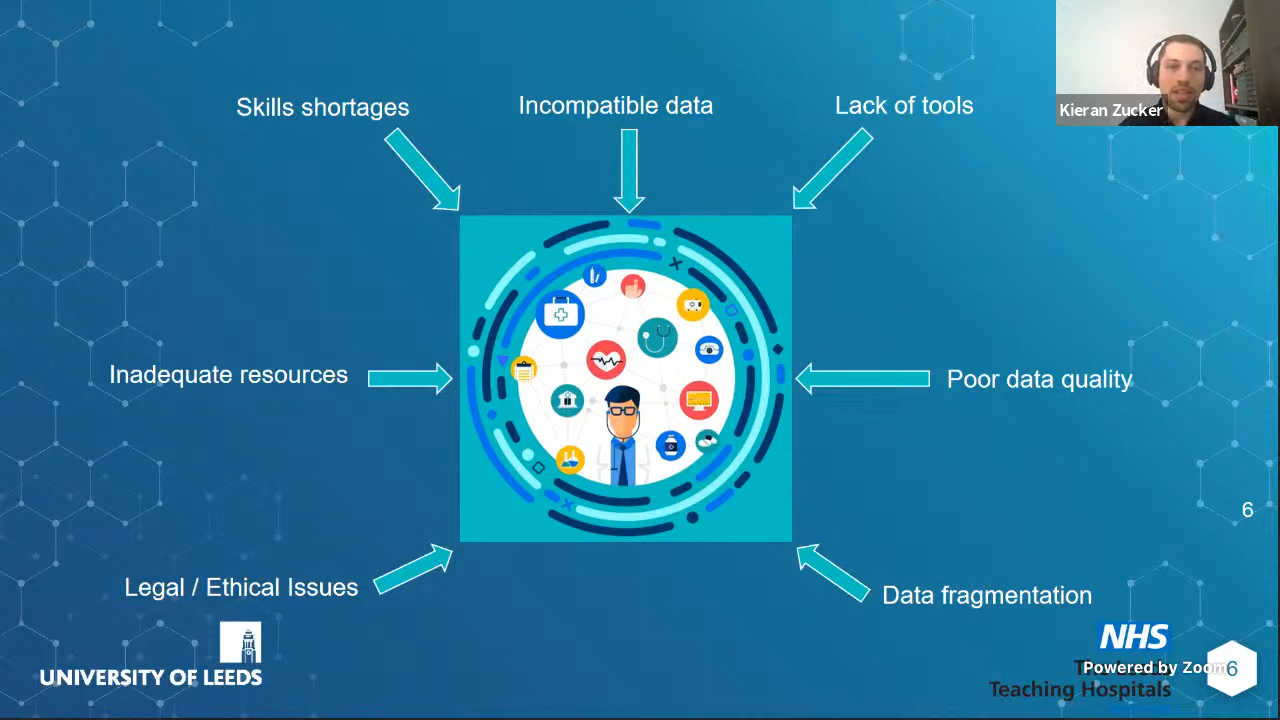 Kieran Zucker
Skills shortages
Incompatible data
Lack of tools
Inadequate resources
Poor data quality
6
Legal / Ethical Issues
Data fragmentation
UNIVERSITY OF LEEDS
NHS
Powered by Zoom
6
Teaching Hospitals